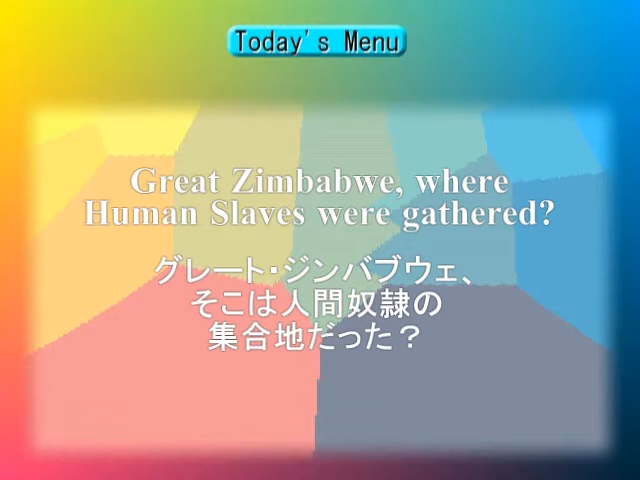 Today's Menu
Great Zimbabwe, where
Human Slaves were gathered?
グレート・ジンバブウェ、
そこは人間奴隷の
集合地だった？